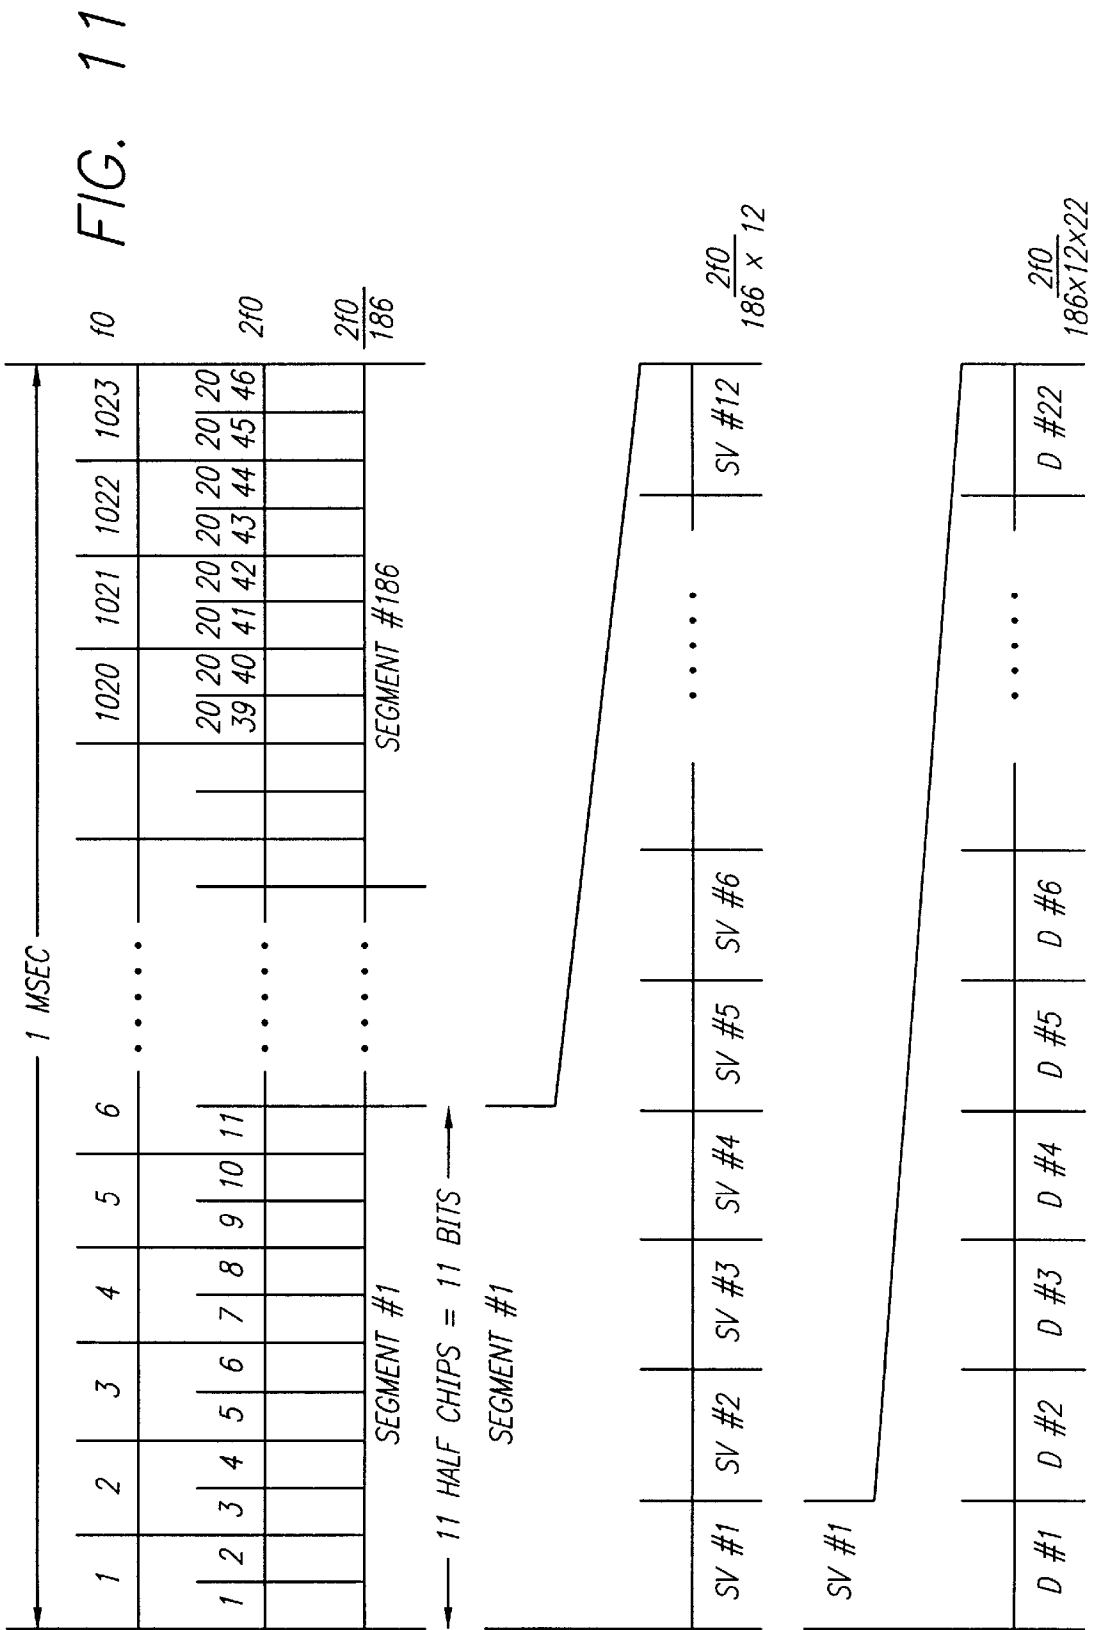 FIG. 11
1 MSEC
1 2 3 4 5 6 1020 1021 1022 1023 f0
1 2 3 4 5 6 7 8 9 10 11 20 39 20 40 20 41 20 42 20 43 20 44 20 45 20 46 2f0
SEGMENT #1 SEGMENT #186 2f0
186
11 HALF CHIPS = 11 BITS
SEGMENT #1
SV #1 SV #2 SV #3 SV #4 SV #5 SV #6 ..... SV #12 2f0
186 x 12
SV #1
D #1 D #2 D #3 D #4 D #5 D #6 ..... D #22 2f0
186x12x22